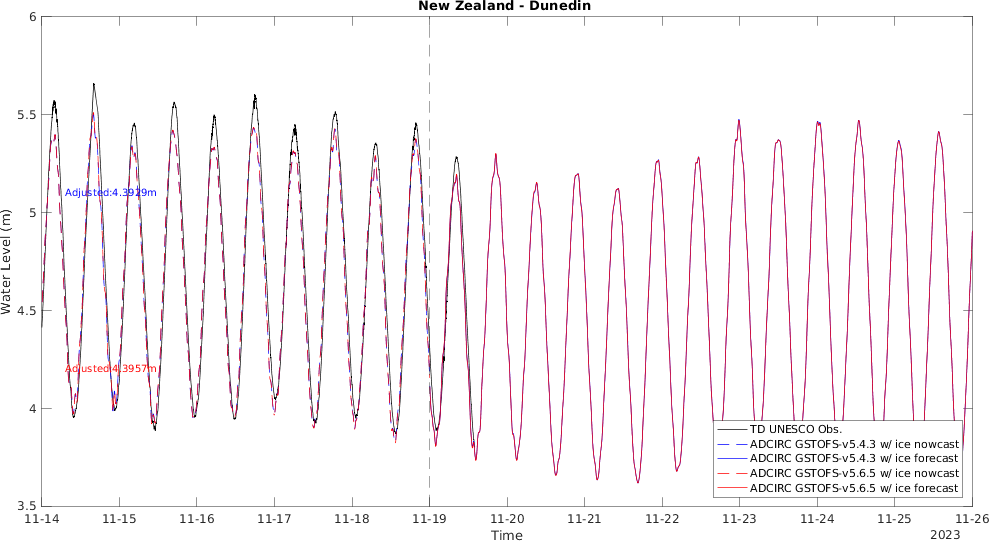 New Zealand - Dunedin
6
5.5
5
4.5
4
3.5
Water Level (m)
Adjusted:4.3929m
Adjusted:4.3957m
TD UNESCO Obs.
ADCIRC GSTOFS-v5.4.3 w/ ice nowcast
ADCIRC GSTOFS-v5.4.3 w/ ice forecast
ADCIRC GSTOFS-v5.6.5 w/ ice nowcast
ADCIRC GSTOFS-v5.6.5 w/ ice forecast
11-14 11-15 11-16 11-17 11-18 11-19 11-20 11-21 11-22 11-23 11-24 11-25 11-26
Time
2023